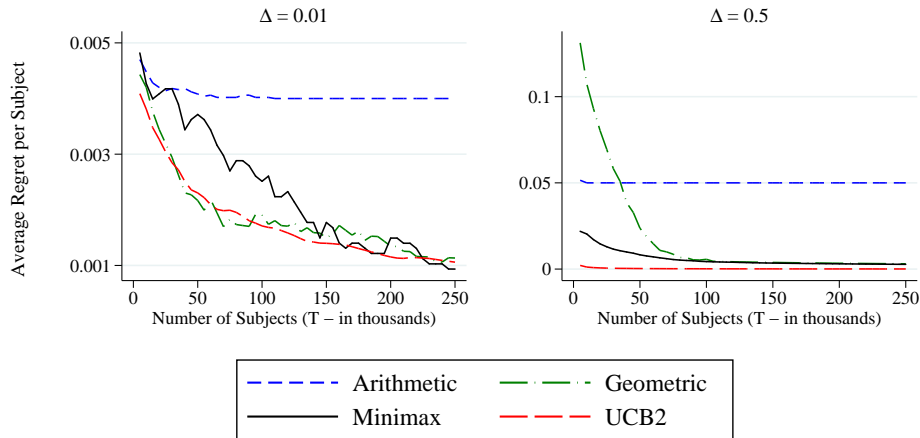 Δ = 0.01
Δ = 0.5
Average Regret per Subject
0.005
0.003
0.001
0 50 100 150 200 250
Number of Subjects (T − in thousands)
0.1
0.05
0
0 50 100 150 200 250
Number of Subjects (T − in thousands)
Arithmetic
Geometric
Minimax
UCB2